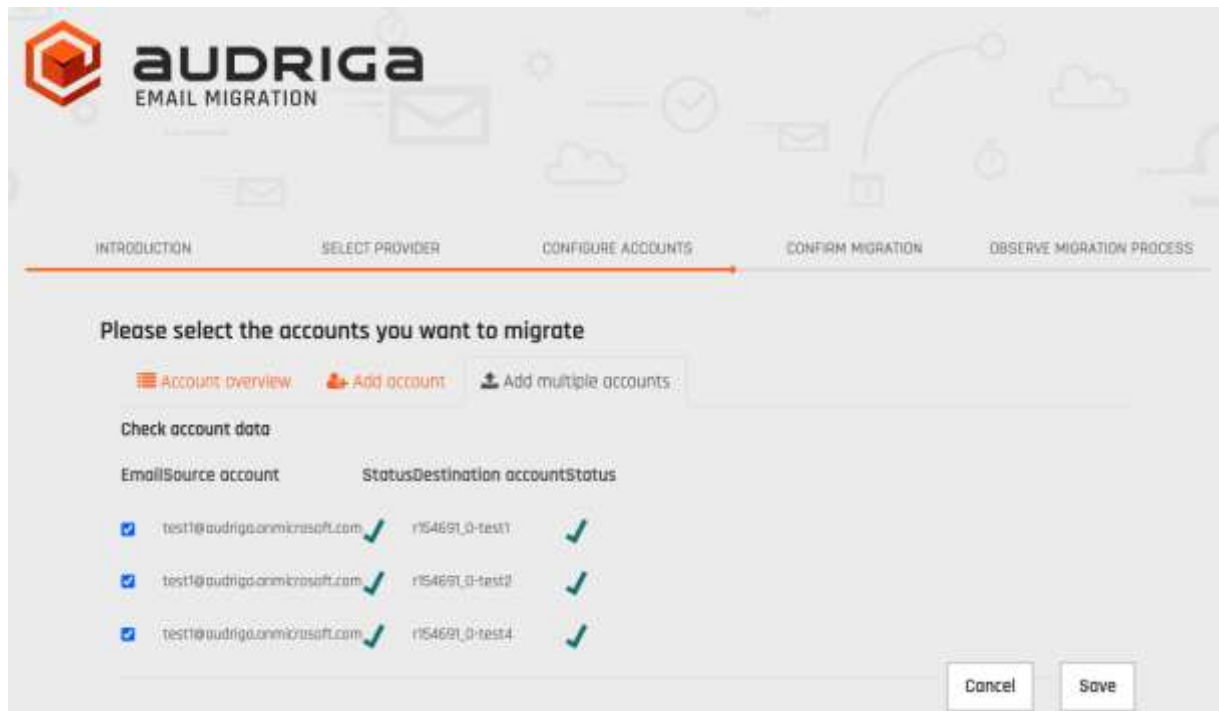 auDRIGa
EMAIL MIGRATION
INTRODUCTION SELECT PROVIDER CONFIGURE ACCOUNTS CONFIRM MIGRATION OBSERVE MIGRATION PROCESS
Please select the accounts you want to migrate
Account overview Add account Add multiple accounts
Check account data
EmailSource account StatusDestination accountStatus
test1@audriga.onmicrosoft.com r154691_0-test1
test1@audriga.onmicrosoft.com r154691_0-test2
test1@audriga.onmicrosoft.com r154691_0-test4
Cancel Save